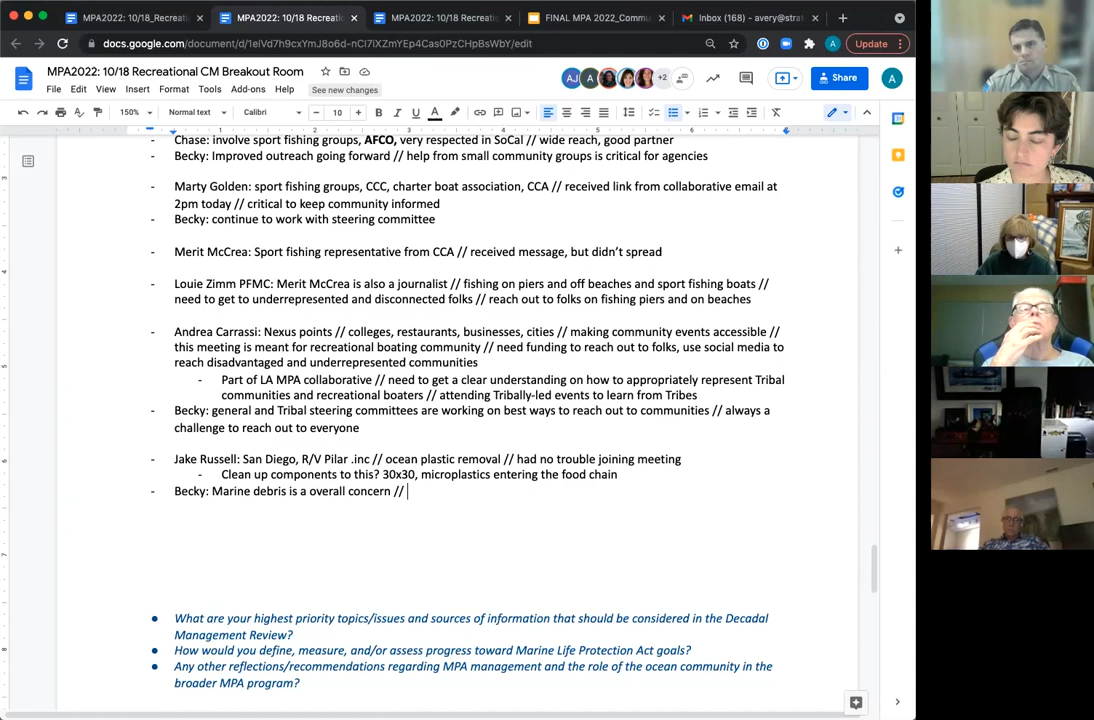 MPA2022: 10/18_Recreati
MPA2022: 10/18 Recreatio
MPA2022: 10/18 Recreatio
FINAL MPA 2022_Commu
Inbox (168) – avery@strat
docs.google.com/document/d/1elVd7h9cxYmJ8o6d-nCl7iXZmYEp4Cas0PzCHpBsWbY/edit
A
Update
MPA2022: 10/18 Recreational CM Breakout Room
File Edit View Insert Format Tools Add-ons Help See new changes
AJ A +2
Share
A
150% Normal text Calibri 10 B I U A
1 2 3 4 5 6
- Chase: involve sport fishing groups, AFCO, very respected in SoCal // wide reach, good partner
- Becky: Improved outreach going forward // help from small community groups is critical for agencies
- Marty Golden: sport fishing groups, CCC, charter boat association, CCA // received link from collaborative email at
2pm today // critical to keep community informed
- Becky: continue to work with steering committee
- Merit McCrea: Sport fishing representative from CCA // received message, but didn't spread
- Louie Zimm PFMC: Merit McCrea is also a journalist // fishing on piers and off beaches and sport fishing boats //
need to get to underrepresented and disconnected folks // reach out to folks on fishing piers and on beaches
- Andrea Carrassi: Nexus points // colleges, restaurants, businesses, cities // making community events accessible //
this meeting is meant for recreational boating community // need funding to reach out to folks, use social media to
reach disadvantaged and underrepresented communities
- Part of LA MPA collaborative // need to get a clear understanding on how to appropriately represent Tribal
communities and recreational boaters // attending Tribally-led events to learn from Tribes
- Becky: general and Tribal steering committees are working on best ways to reach out to communities // always a
challenge to reach out to everyone
- Jake Russell: San Diego, R/V Pilar .inc // ocean plastic removal // had no trouble joining meeting
- Clean up components to this? 30x30, microplastics entering the food chain
- Becky: Marine debris is a overall concern //
● What are your highest priority topics/issues and sources of information that should be considered in the Decadal
Management Review?
● How would you define, measure, and/or assess progress toward Marine Life Protection Act goals?
● Any other reflections/recommendations regarding MPA management and the role of the ocean community in the
broader MPA program?